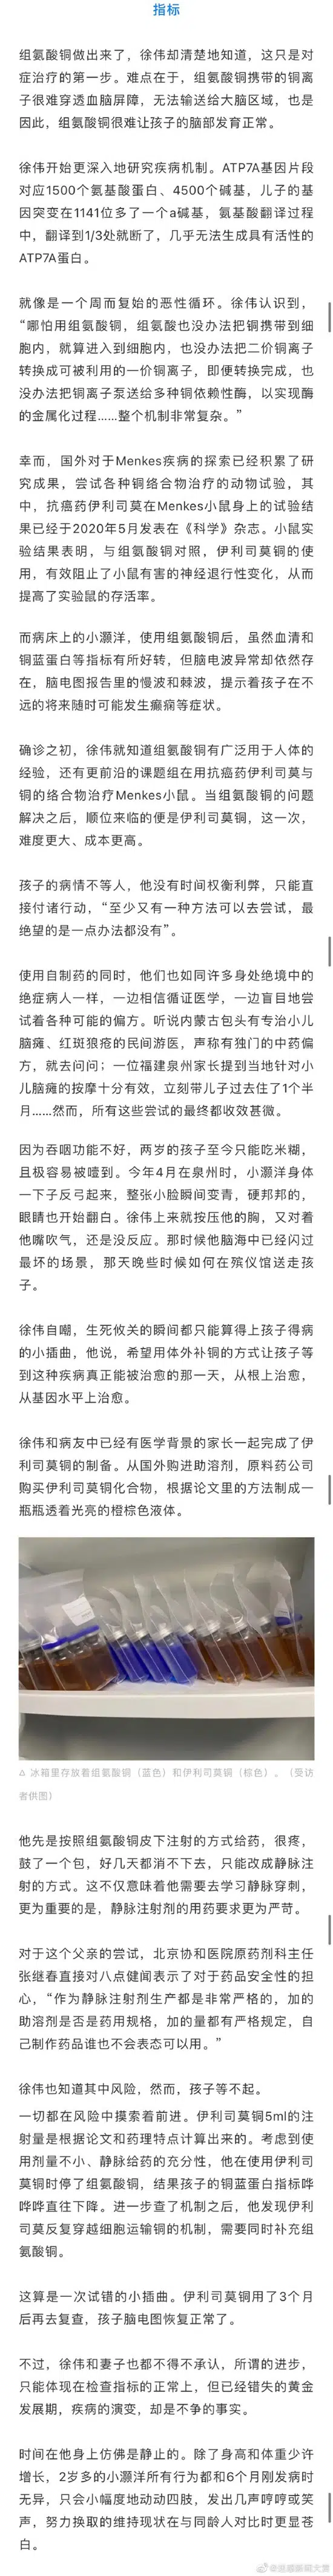 指标
组氨酸铜做出来了，徐伟却清楚地知道，这只是对
症治疗的第一步。难点在于，组氨酸铜携带的铜离
子很难穿透血脑屏障，无法输送给大脑区域，也是
因此，组氨酸铜很难让孩子的脑部发育正常。
徐伟开始更深入地研究疾病机制。ATP7A基因片段
对应1500个氨基酸蛋白、4500个碱基，儿子的基
因突变在1141位多了一个a碱基，氨基酸翻译过程
中，翻译到1/3处就断了，几乎无法生成具有活性的
ATP7A蛋白。
就像是一个周而复始的恶性循环。徐伟认识到，
“哪怕用组氨酸铜，组氨酸也没办法把铜携带到细
胞内，就算进入到细胞内，也没办法把二价铜离子
转换成可被利用的一价铜离子，即便转换完成，也
没办法把铜离子泵送给多种铜依赖性酶，以实现酶
的金属化过程……整个机制非常复杂。”
幸而，国外对于Menkes疾病的探索已经积累了研
究成果，尝试各种铜络合物治疗的动物试验，其
中，抗癌药伊利司莫在Menkes小鼠身上的试验结
果已经于2020年5月发表在《科学》杂志。小鼠实
验结果表明，与组氨酸铜对照，伊利司莫铜的使
用，有效阻止了小鼠有害的神经退行性变化，从而
提高了实验鼠的存活率。
而病床上的小灏洋，使用组氨酸铜后，虽然血清和
铜蓝蛋白等指标有所好转，但脑电波异常却依然存
在，脑电图报告里的慢波和棘波，提示着孩子在不
远的将来随时可能发生癫痫等症状。
确诊之初，徐伟就知道组氨酸铜有广泛用于人体的
经验，还有更前沿的课题组在用抗癌药伊利司莫与
铜的络合物治疗Menkes小鼠。当组氨酸铜的问题
解决之后，顺位来临的便是伊利司莫铜，这一次，
难度更大、成本更高。
孩子的病情不等人，他没有时间权衡利弊，只能直
接付诸行动，“至少又有一种方法可以去尝试，最
绝望的是一点办法都没有”。
使用自制药的同时，他们也如同许多身处绝境中的
绝症病人一样，一边相信循证医学，一边盲目地尝
试着各种可能的偏方。听说内蒙古包头有专治小儿
脑瘫、红斑狼疮的民间游医，声称有独门的中药偏
方，就去问问；一位福建泉州家长提到当地针对小
儿脑瘫的按摩十分有效，立刻带儿子过去住了1个半
月……然而，所有这些尝试的最终都收效甚微。
因为吞咽功能不好，两岁的孩子至今只能吃米糊，
且极容易被噎到。今年4月在泉州时，小灏洋身体
一下子反弓起来，整张小脸瞬间变青，硬邦邦的，
眼睛也开始翻白。徐伟上来就按压他的胸，又对着
他嘴吹气，还是没反应。那时候他脑海中已经闪过
最坏的场景，那天晚些时候如何在殡仪馆送走孩
子。
徐伟自嘲，生死攸关的瞬间都只能算得上孩子得病
的小插曲，他说，希望用体外补铜的方式让孩子等
到这种疾病真正能被治愈的那一天，从根上治愈，
从基因水平上治愈。
徐伟和病友中已经有医学背景的家长一起完成了伊
利司莫铜的制备。从国外购进助溶剂，原料药公司
购买伊利司莫铜化合物，根据论文里的方法制成一
瓶瓶透着光亮的橙棕色液体。
△ 冰箱里存放着组氨酸铜（蓝色）和伊利司莫铜（棕色）。（受访
者供图）
他先是按照组氨酸铜皮下注射的方式给药，很疼，
鼓了一个包，好几天都消不下去，只能改成静脉注
射的方式。这不仅意味着他需要去学习静脉穿刺，
更为重要的是，静脉注射剂的用药要求更为严苛。
对于这个父亲的尝试，北京协和医院原药剂科主任
张继春直接对八点健闻表示了对于药品安全性的担
心，“作为静脉注射剂生产都是非常严格的，加的
助溶剂是否是药用规格，加的量都有严格规定，自
己制作药品谁也不会表态可以用。”
徐伟也知道其中风险，然而，孩子等不起。
一切都在风险中摸索着前进。伊利司莫铜5ml的注
射量是根据论文和药理特点计算出来的。考虑到使
用剂量不小、静脉给药的充分性，他在使用伊利司
莫铜时停了组氨酸铜，结果孩子的铜蓝蛋白指标哗
哗哗直往下降。进一步查了机制之后，他发现伊利
司莫反复穿越细胞运输铜的机制，需要同时补充组
氨酸铜。
这算是一次试错的小插曲。伊利司莫铜用了3个月
后再去复查，孩子脑电图恢复正常了。
不过，徐伟和妻子也都不得不承认，所谓的进步，
只能体现在检查指标的正常上，但已经错失的黄金
发展期，疾病的演变，却是不争的事实。
时间在他身上仿佛是静止的。除了身高和体重少许
增长，2岁多的小灏洋所有行为都和6个月刚发病时
无异，只会小幅度地动动四肢，发出几声哼哼或笑
声，努力换取的维持现状在与同龄人对比时更显苍
白。